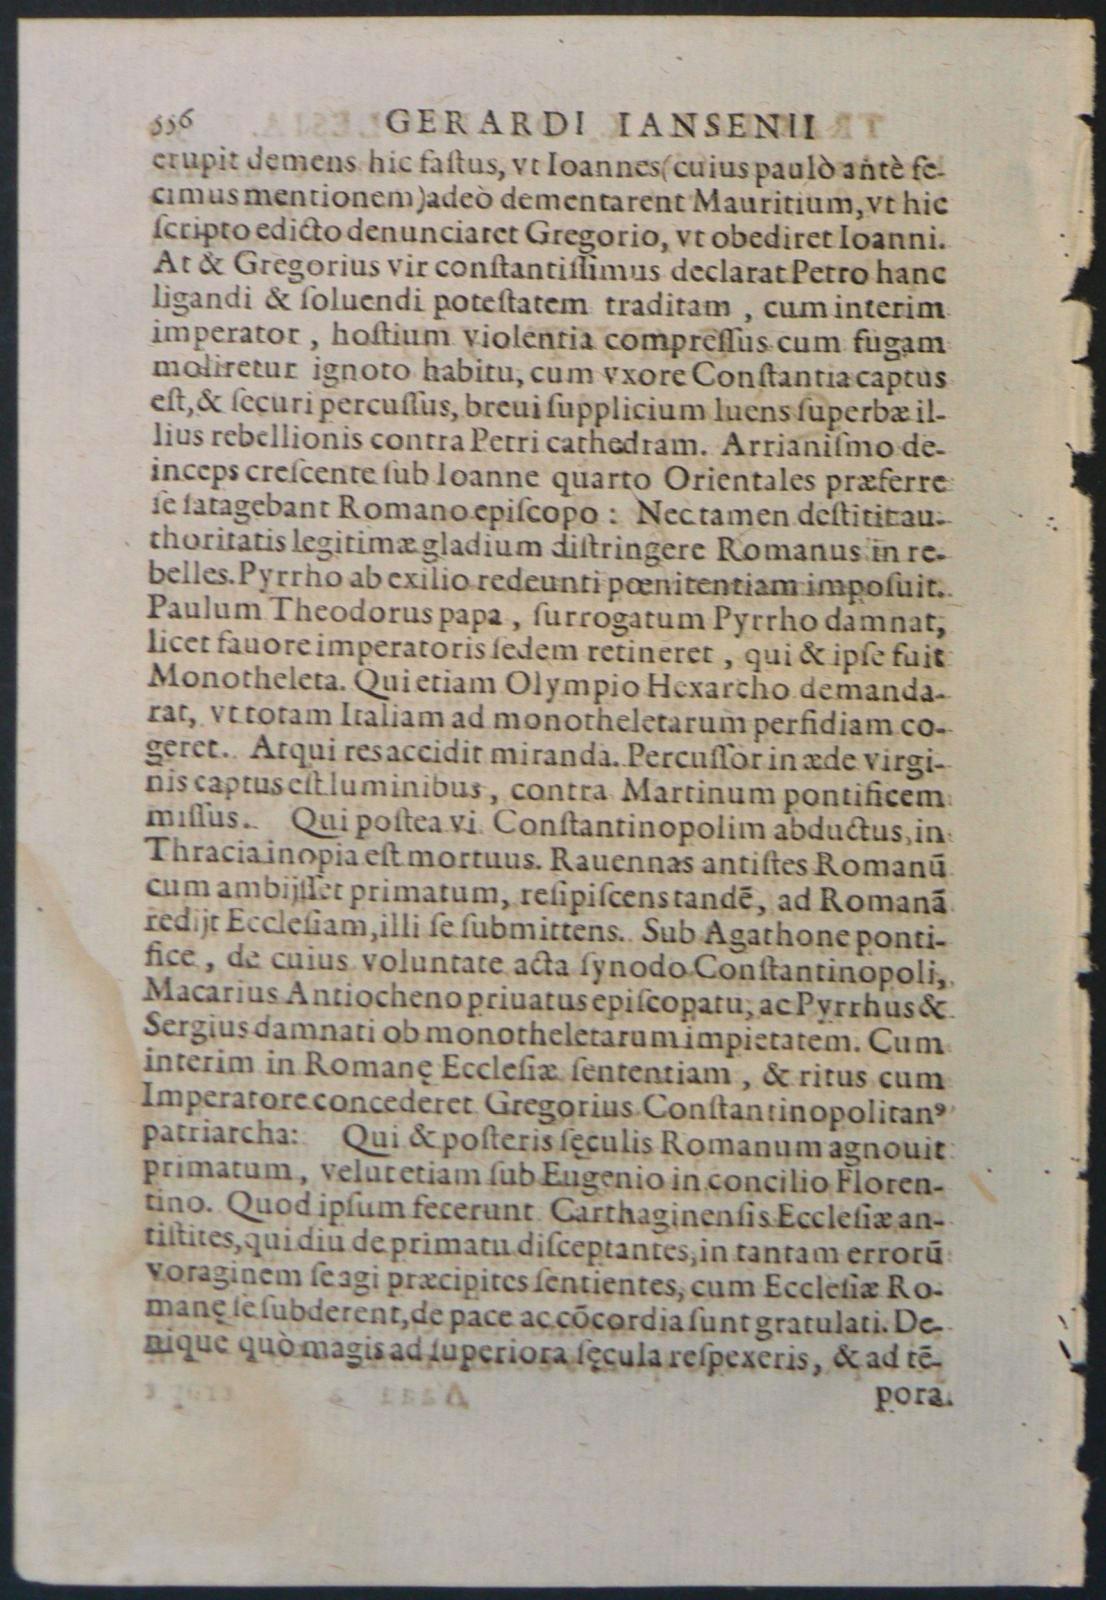 556 GERARDI IANSENII
erupit demens hic faſtus, vt Ioannes (cuius paulò antè fe-
cimus mentionem) adeò dementarent Mauritium, vt hic
ſcripto edicto denunciaret Gregorio, vt obediret Ioanni.
At & Gregorius vir conſtantiſſimus declarat Petro hanc
ligandi & ſoluendi poteſtatem traditam , cum interim
imperator , hoſtium violentia compreſſus cum fugam
moliretur ignoto habitu, cum vxore Conſtantia captus
eſt, & ſecuri percuſſus, breui ſupplicium luens ſuperbæ il-
lius rebellionis contra Petri cathedram. Arrianiſmo de-
inceps creſcente ſub Ioanne quarto Orientales præferre
ſe ſatagebant Romano epiſcopo : Nec tamen deſtitit au-
thoritatis legitimæ gladium diſtringere Romanus in re-
belles. Pyrrho ab exilio redeunti pœnitentiam impoſuit.
Paulum Theodorus papa , ſurrogatum Pyrrho damnat,
licet fauore imperatoris ſedem retineret , qui & ipſe fuit
Monotheleta. Qui etiam Olympio Hexarcho demanda-
rat, vt totam Italiam ad monotheletarum perfidiam co-
geret. Atqui res accidit miranda. Percuſſor in æde virgi-
nis captus eſt luminibus , contra Martinum pontificem
miſſus. Qui poſtea vi Conſtantinopolim abductus, in
Thracia inopia eſt mortuus. Rauennas antiſtes Romanū
cum ambijſſet primatum, reſipiſcens tandē, ad Romanā
redijt Eccleſiam, illi ſe ſubmittens. Sub Agathone ponti-
fice , de cuius voluntate acta ſynodo Conſtantinopoli,
Macarius Antiocheno priuatus epiſcopatu, ac Pyrrhus &
Sergius damnati ob monotheletarum impietatem. Cum
interim in Romanę Eccleſiæ ſententiam , & ritus cum
Imperatore concederet Gregorius Conſtantinopolitanꝰ
patriarcha: Qui & poſteris ſęculis Romanum agnouit
primatum , velut etiam ſub Eugenio in concilio Floren-
tino. Quod ipſum fecerunt Carthaginenſis Eccleſiæ an-
tiſtites, qui diu de primatu diſceptantes, in tantam errorū
voraginem ſe agi præcipites ſentientes, cum Eccleſiæ Ro-
manę ſe ſubderent, de pace ac cōcordia ſunt gratulati. De-
nique quò magis ad ſuperiora ſęcula reſpexeris, & ad tē-
pora.